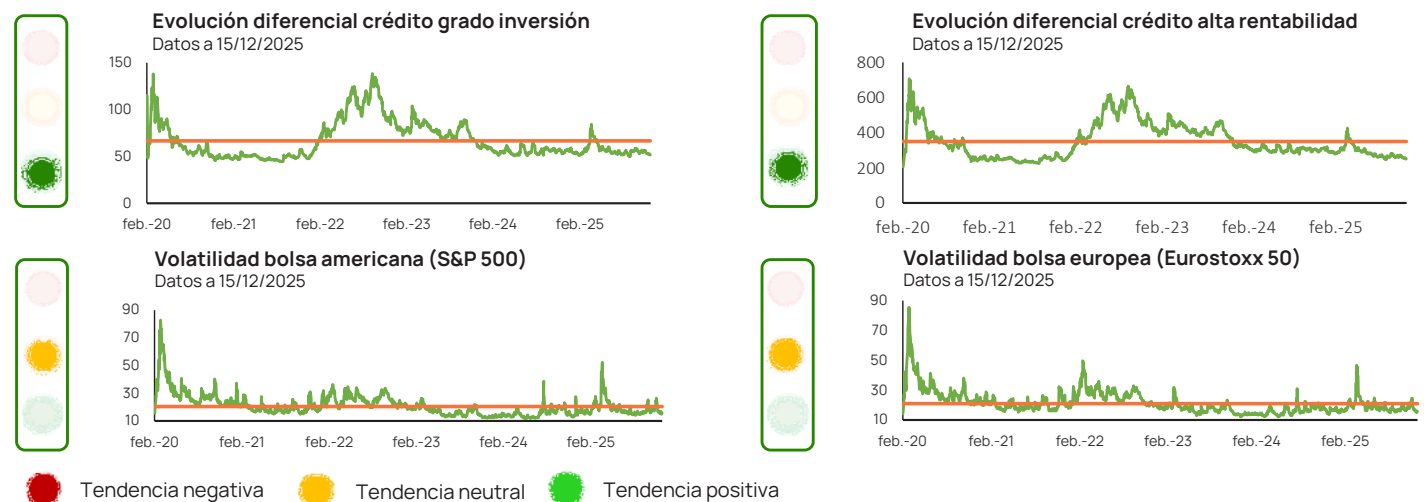 Evolución diferencial crédito grado inversión
Datos a 15/12/2025
150
100
50
0
feb.-20 feb.-21 feb.-22 feb.-23 feb.-24 feb.-25
Evolución diferencial crédito alta rentabilidad
Datos a 15/12/2025
800
600
400
200
0
feb.-20 feb.-21 feb.-22 feb.-23 feb.-24 feb.-25
Volatilidad bolsa americana (S&P 500)
Datos a 15/12/2025
90
70
50
30
10
feb.-20 feb.-21 feb.-22 feb.-23 feb.-24 feb.-25
Volatilidad bolsa europea (Eurostoxx 50)
Datos a 15/12/2025
90
70
50
30
10
feb.-20 feb.-21 feb.-22 feb.-23 feb.-24 feb.-25
Tendencia negativa Tendencia neutral Tendencia positiva